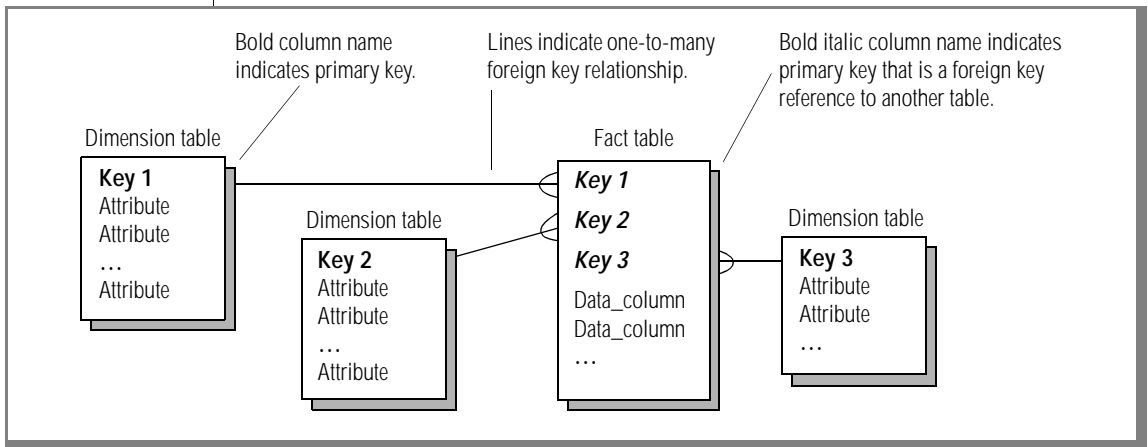 Bold column name
indicates primary key.
Lines indicate one-to-many
foreign key relationship.
Bold italic column name indicates
primary key that is a foreign key
reference to another table.
Dimension table
Key 1
Attribute
Attribute
...
Attribute
Dimension table
Key 2
Attribute
Attribute
...
Attribute
Fact table
Key 1
Key 2
Key 3
Data_column
Data_column
...
Dimension table
Key 3
Attribute
Attribute
...